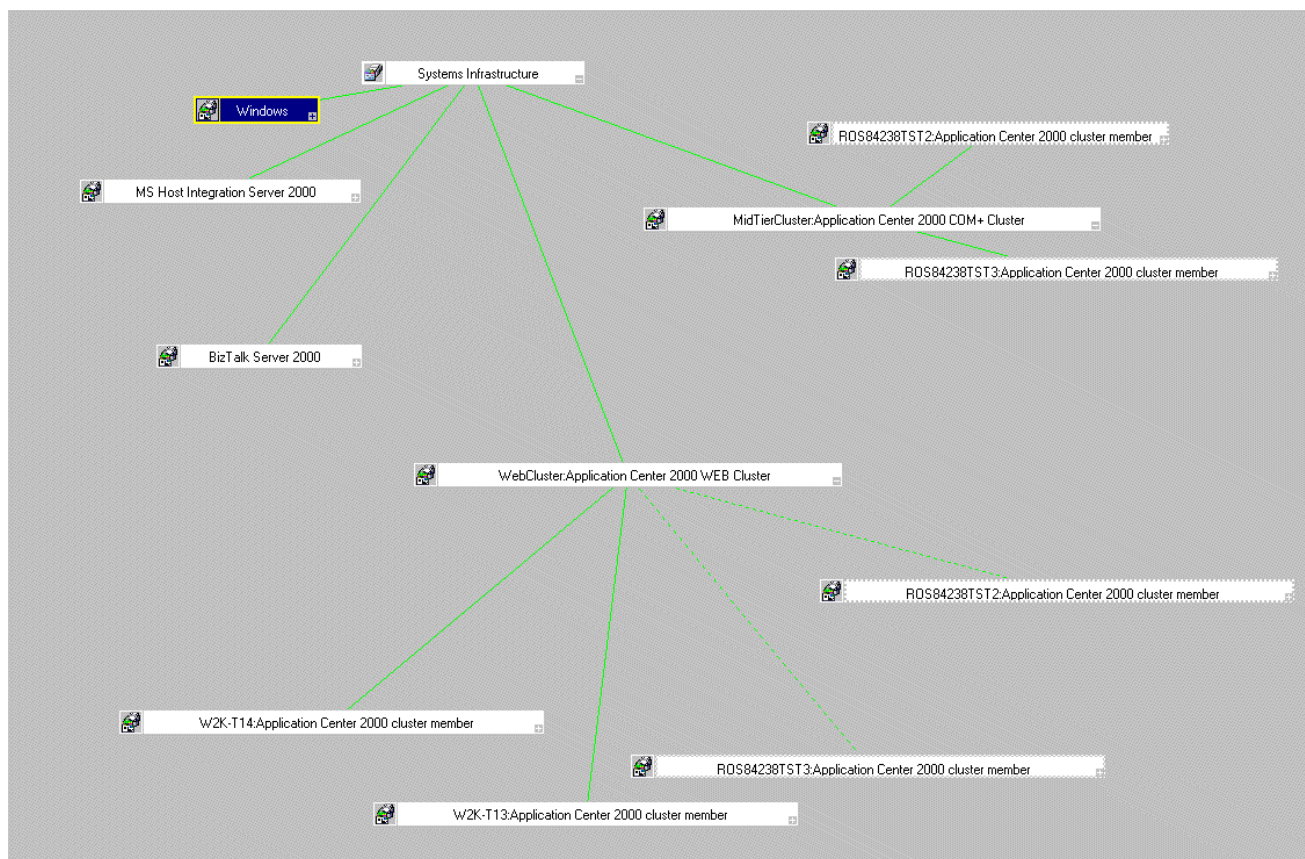 Systems Infrastructure
Windows
ROS84238TST2:Application Center 2000 cluster member
MS Host Integration Server 2000
MidTierCluster:Application Center 2000 COM+ Cluster
ROS84238TST3:Application Center 2000 cluster member
BizTalk Server 2000
WebCluster:Application Center 2000 WEB Cluster
ROS84238TST2:Application Center 2000 cluster member
W2K-T14:Application Center 2000 cluster member
ROS84238TST3:Application Center 2000 cluster member
W2K-T13:Application Center 2000 cluster member